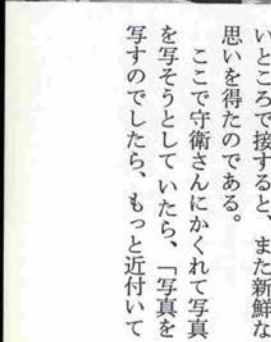 いところで接すると、また新鮮な
思いを得たのである。
ここで守衛さんにかくれて写真
を写そうとしていたら、「写真を
写すのでしたら、もっと近付いて